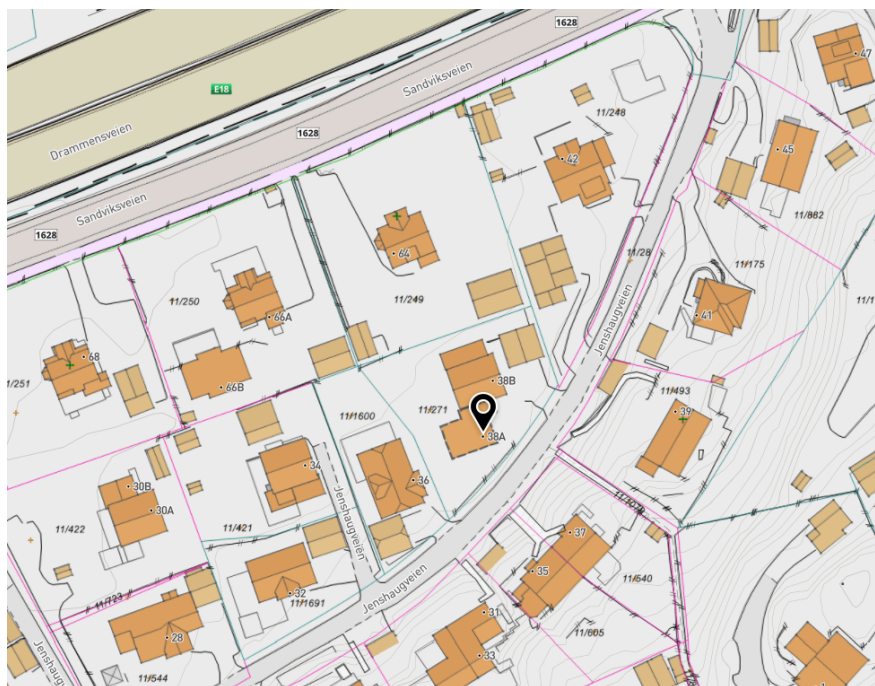 1628
47
E18
Sandviksveien
11/248
1628
Drammensveien
42
45
Sandviksveien
11/882
1628
64
11/28
11/175
11/250
11/249
66A
41
Jenshaugveien
68
66B
38B
11/493
11/251
11/271
11/1600
39
38A
34
36
30B
30A
11/422
11/421
Jenshaugveien
37
35
11/540
32
11/1691
Jenshaugveien
11/723
31
11/605
28
33
Jenshaugv
11/544